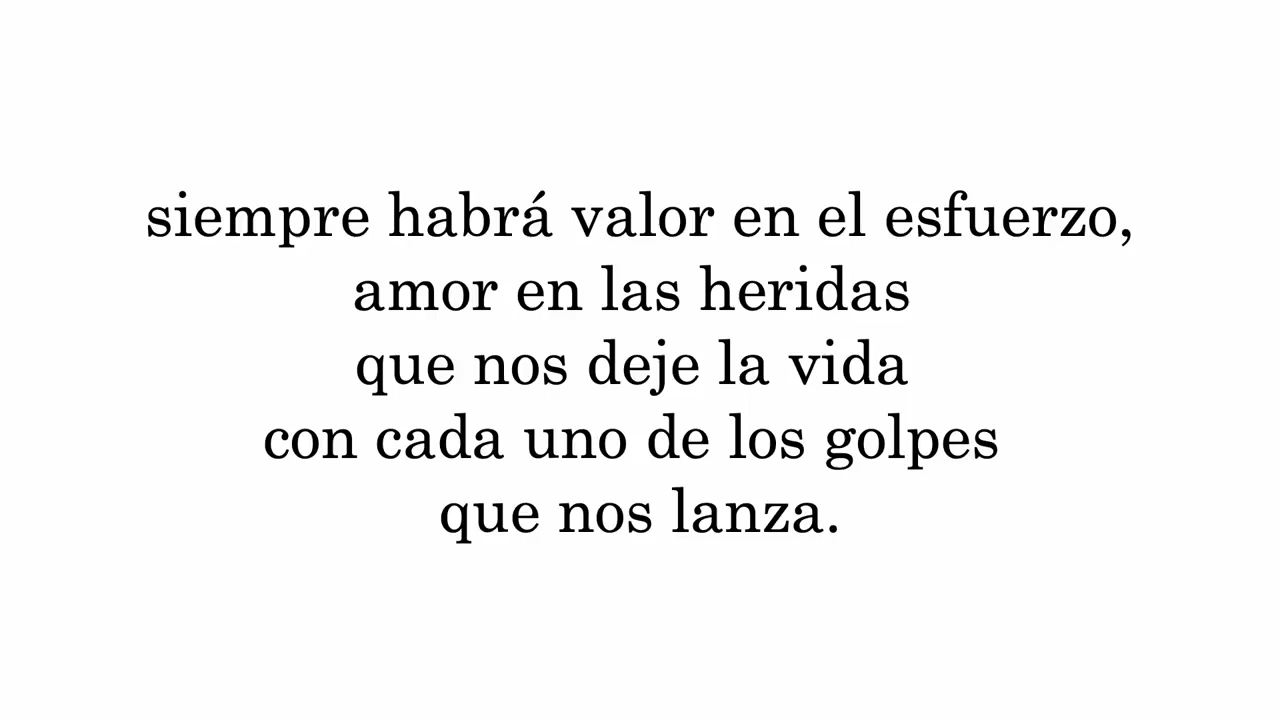 siempre habrá valor en el esfuerzo,
amor en las heridas
que nos deje la vida
con cada uno de los golpes
que nos lanza.